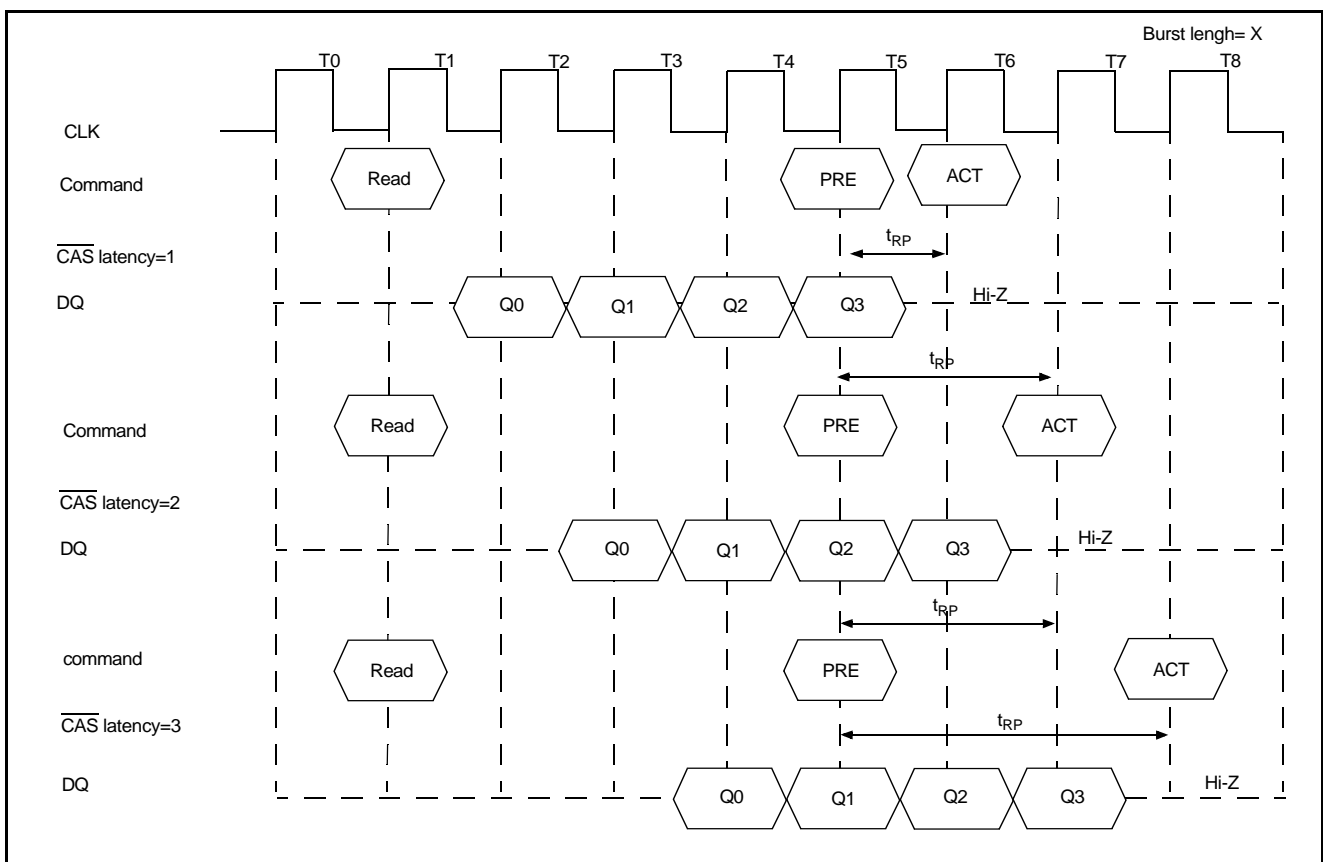 Burst lengh= X
T0 T1 T2 T3 T4 T5 T6 T7 T8
CLK
Command Read PRE ACT
tRP
CAS latency=1
DQ Q0 Q1 Q2 Q3 Hi-Z
tRP
Command Read PRE ACT
CAS latency=2
DQ Q0 Q1 Q2 Q3 Hi-Z
tRP
command Read PRE ACT
CAS latency=3
tRP
DQ Q0 Q1 Q2 Q3 Hi-Z